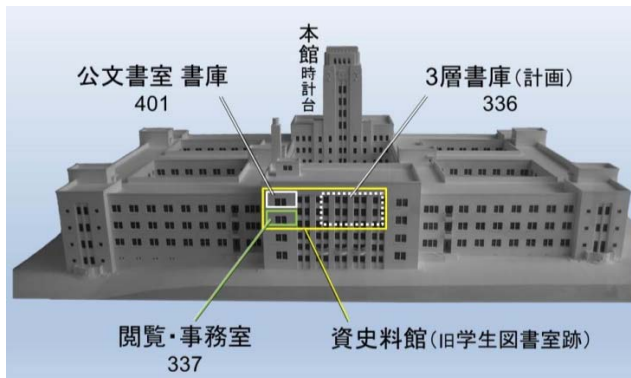 本館時計台
公文書室 書庫
401
3層書庫(計画)
336
閲覧・事務室
337
資史料館(旧学生図書室跡)